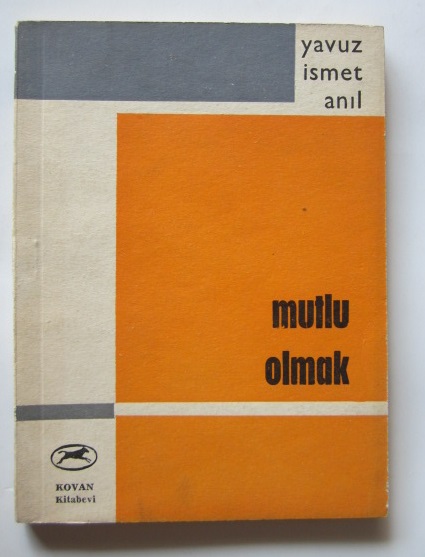 yavuz
ismet
anıl
mutlu
olmak
KOVAN
Kitabevi